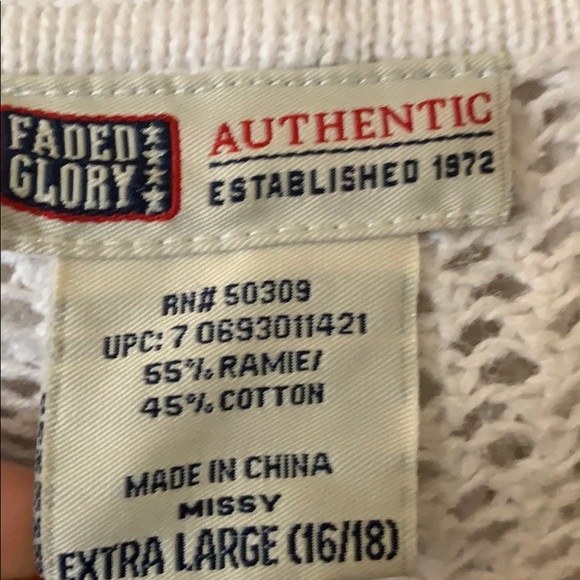 FADED
GLORY
AUTHENTIC
ESTABLISHED 1972
RN# 50309
UPC: 7 0693011421
55% RAMIE/
45% COTTON
MADE IN CHINA
MISSY
EXTRA LARGE (16/18)